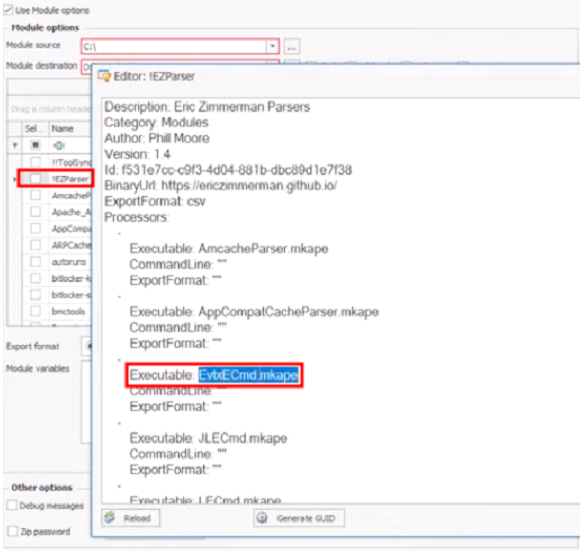 Use Module options
Module options
Module source C:\ ...
Module destination
Editor: !EZParser
Drag a column heade
Sel... Name
!!ToolSync
!EZParser
AmcacheP
Apache_A
AppCompa
ARPCache
autoruns
bitlocker-k
bitlocker-s
bmctools
Description: Eric Zimmerman Parsers
Category: Modules
Author: Phill Moore
Version: 1.4
Id: f531e7cc-c9f3-4d04-881b-dbc89d1e7f38
BinaryUrl: https://ericzimmerman.github.io/
ExportFormat: csv
Processors:
-
Executable: AmcacheParser.mkape
CommandLine: ""
ExportFormat: ""
-
Executable: AppCompatCacheParser.mkape
CommandLine: ""
ExportFormat: ""
-
Executable: EvtxECmd.mkape
CommandLine: ""
ExportFormat: ""
-
Executable: JLECmd.mkape
CommandLine: ""
ExportFormat: ""
-
Executable: LECmd.mkape
Export format
Module variables
Other options
Debug messages
Zip password
Reload
Generate GUID